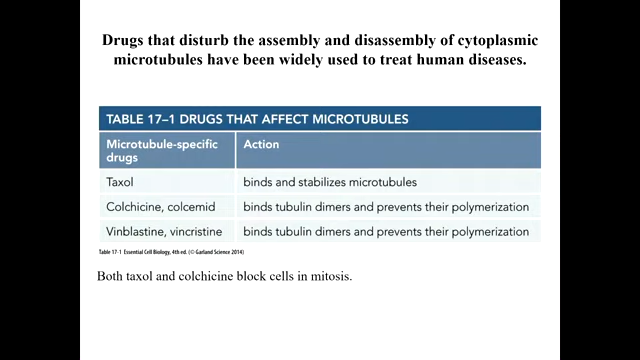 Drugs that disturb the assembly and disassembly of cytoplasmic
microtubules have been widely used to treat human diseases.
TABLE 17–1 DRUGS THAT AFFECT MICROTUBULES
Microtubule-specific drugs Action
Taxol binds and stabilizes microtubules
Colchicine, colcemid binds tubulin dimers and prevents their polymerization
Vinblastine, vincristine binds tubulin dimers and prevents their polymerization
Table 17-1 Essential Cell Biology, 4th ed. (© Garland Science 2014)
Both taxol and colchicine block cells in mitosis.